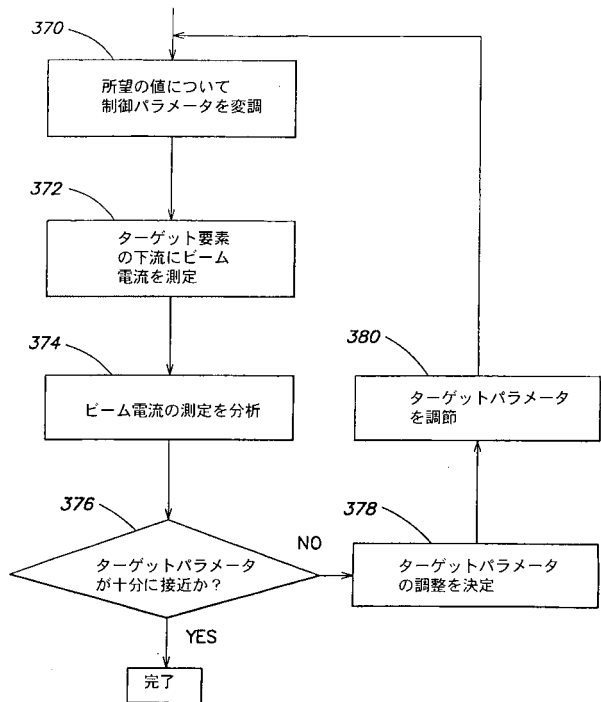 370
所望の値について
制御パラメータを変調
372
ターゲット要素
の下流にビーム
電流を測定
374
ビーム電流の測定を分析
376
ターゲットパラメータ
が十分に接近か?
NO
YES
完了
378
ターゲットパラメータ
の調整を決定
380
ターゲットパラメータ
を調節